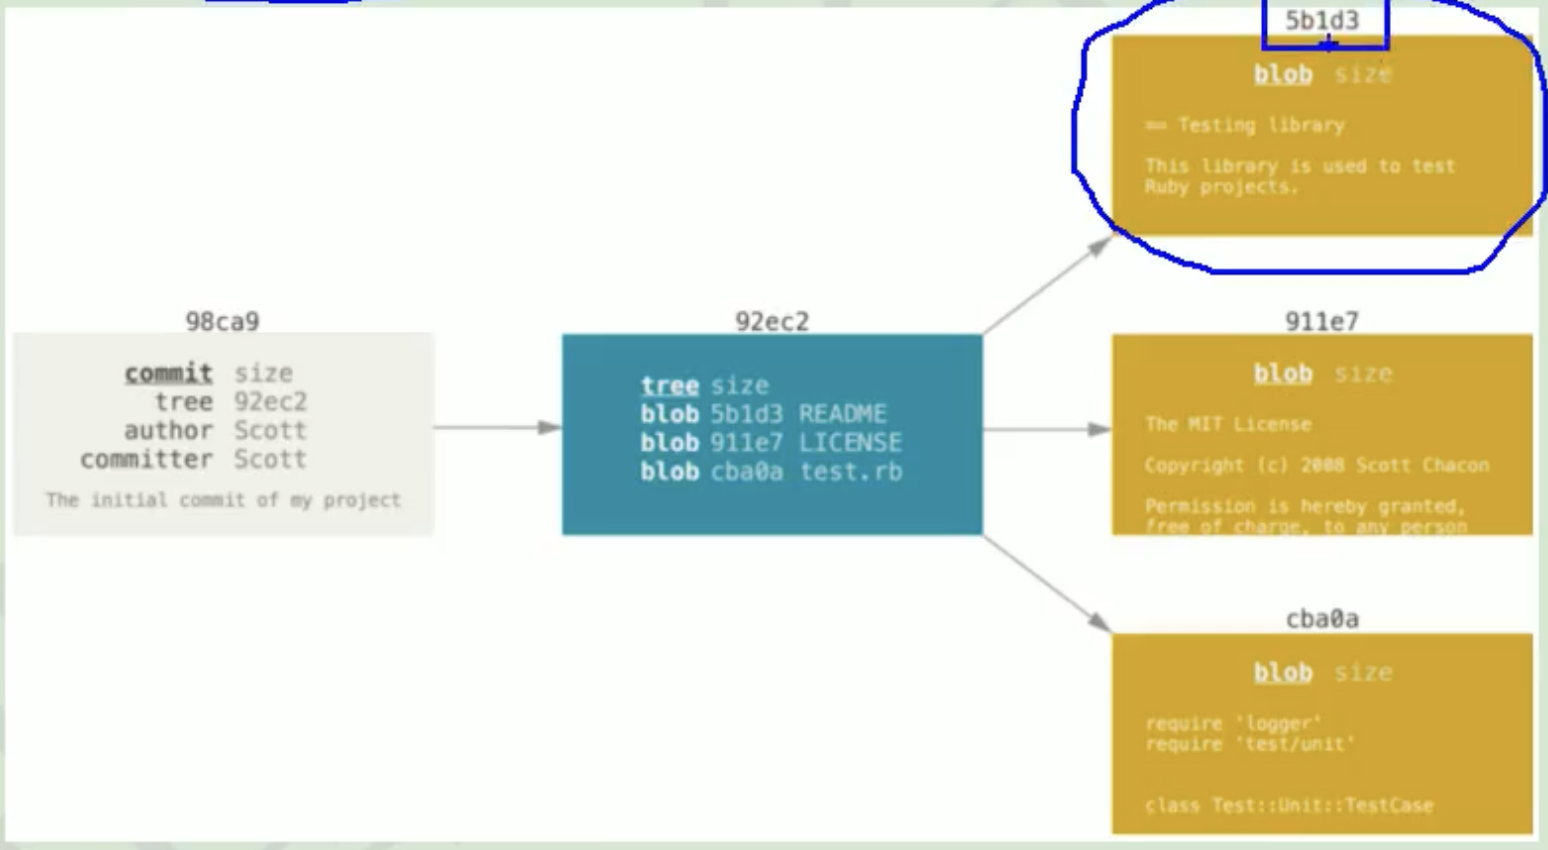 5b1d3
blob size
== Testing library
This library is used to test
Ruby projects.
98ca9
commit size
tree 92ec2
author Scott
committer Scott
The initial commit of my project
92ec2
tree size
blob 5b1d3 README
blob 911e7 LICENSE
blob cba0a test.rb
911e7
blob size
The MIT License
Copyright (c) 2008 Scott Chacon
Permission is hereby granted,
free of charge, to any person
cba0a
blob size
require 'logger'
require 'test/unit'
class Test::Unit::TestCase